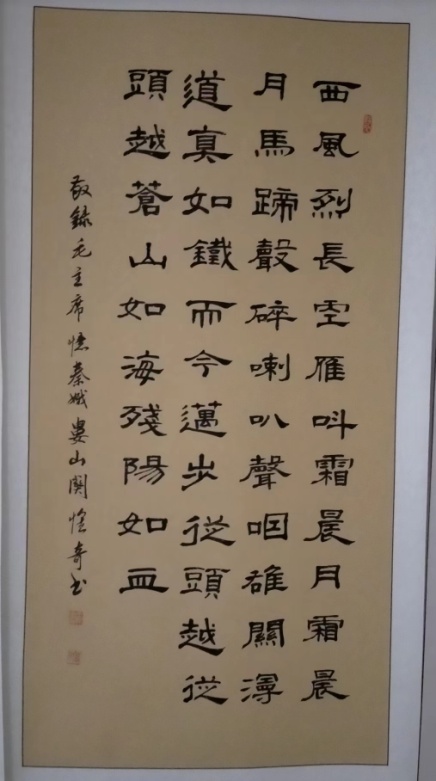 西風烈長空雁叫霜晨月霜晨
月馬蹄聲碎喇叭聲咽雄關漫
道真如鐵而今邁步從頭越從
頭越蒼山如海殘陽如血
敬錄毛主席憶秦娥婁山關奇書